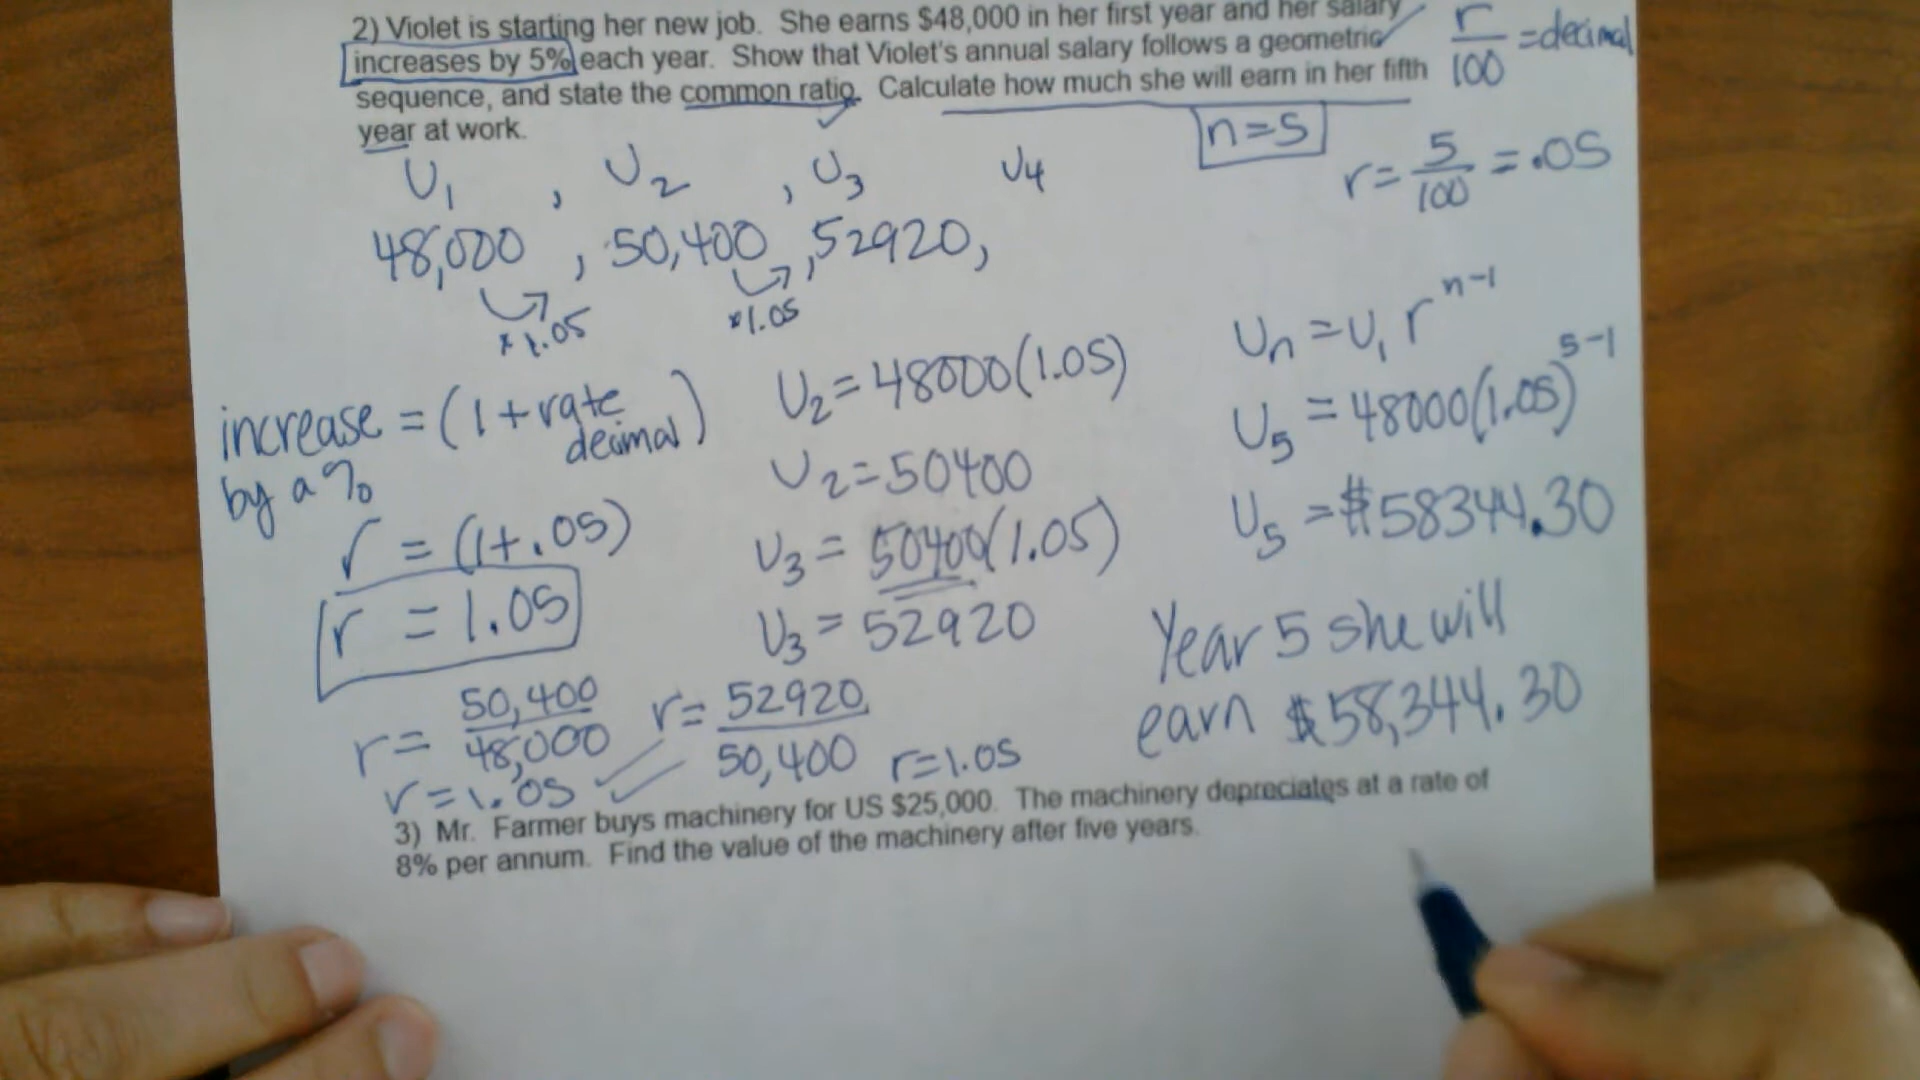 2) Violet is starting her new job. She earns $48,000 in her first year and her salary
increases by 5% each year. Show that Violet's annual salary follows a geometric
sequence, and state the common ratio. Calculate how much she will earn in her fifth
year at work.
r/100 = decimal
n=5
r = 5/100 = .05
U1 , U2 , U3 U4
48,000 , 50,400 , 52920,
×1.05 ×1.05
increase = (1 + rate decimal)
by a %
r = (1+.05)
r = 1.05
r = 50,400/48,000
r = 1.05
U2 = 48000(1.05)
U2 = 50400
U3 = 50400(1.05)
U3 = 52920
r = 52920/50,400 r=1.05
Un = U1 r^n-1
U5 = 48000(1.05)^5-1
U5 = $58344.30
Year 5 she will
earn $58,344.30
3) Mr. Farmer buys machinery for US $25,000. The machinery depreciates at a rate of
8% per annum. Find the value of the machinery after five years.